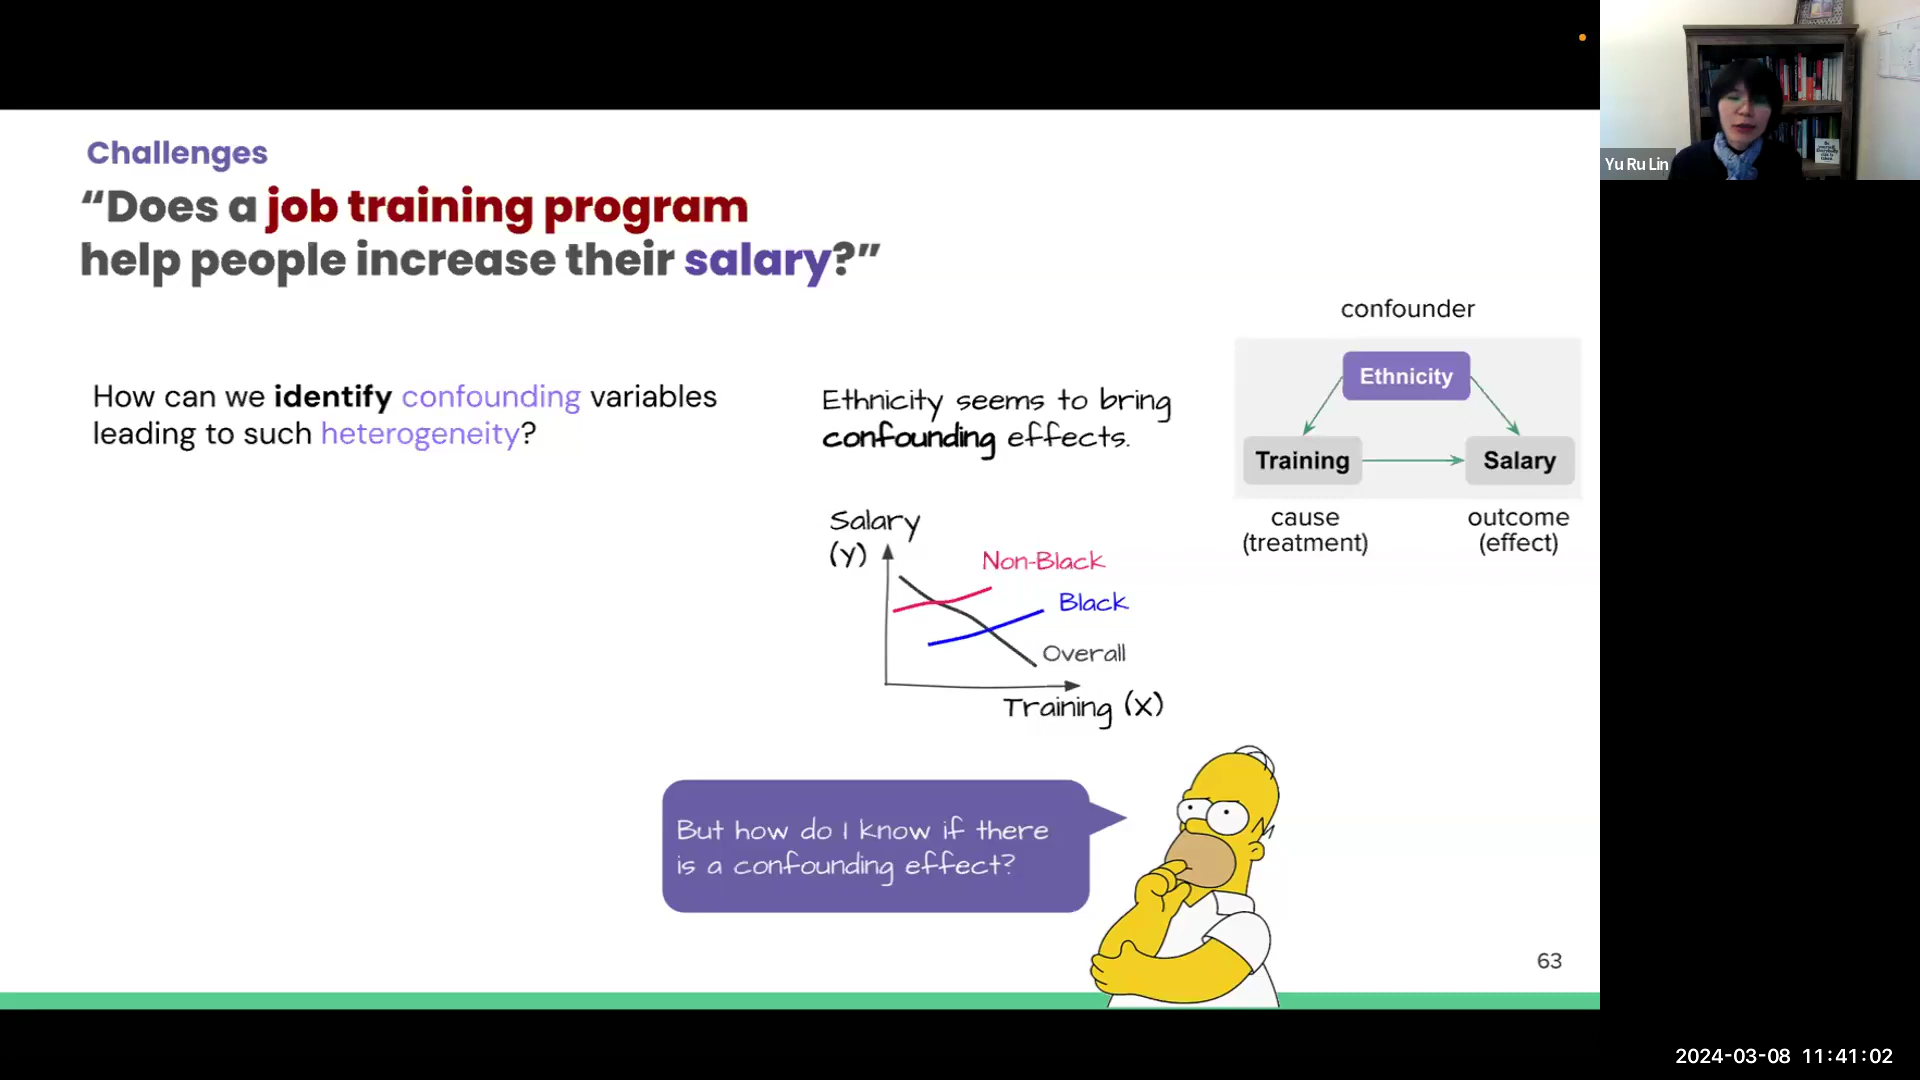 Challenges
“Does a job training program
help people increase their salary?”
How can we identify confounding variables
leading to such heterogeneity?
Ethnicity seems to bring
confounding effects.
confounder
Ethnicity
Training
Salary
cause
(treatment)
outcome
(effect)
Salary
(y)
Non-Black
Black
Overall
Training (x)
But how do I know if there
is a confounding effect?
63
Yu Ru Lin
2024-03-08 11:41:02